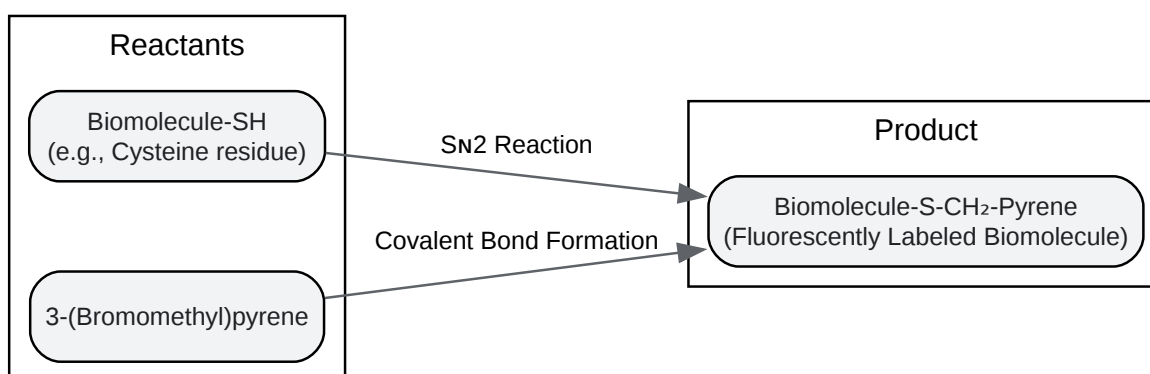 Reactants
Biomolecule-SH
(e.g., Cysteine residue)
3-(Bromomethyl)pyrene
Sɴ2 Reaction
Covalent Bond Formation
Product
Biomolecule-S-CH₂-Pyrene
(Fluorescently Labeled Biomolecule)